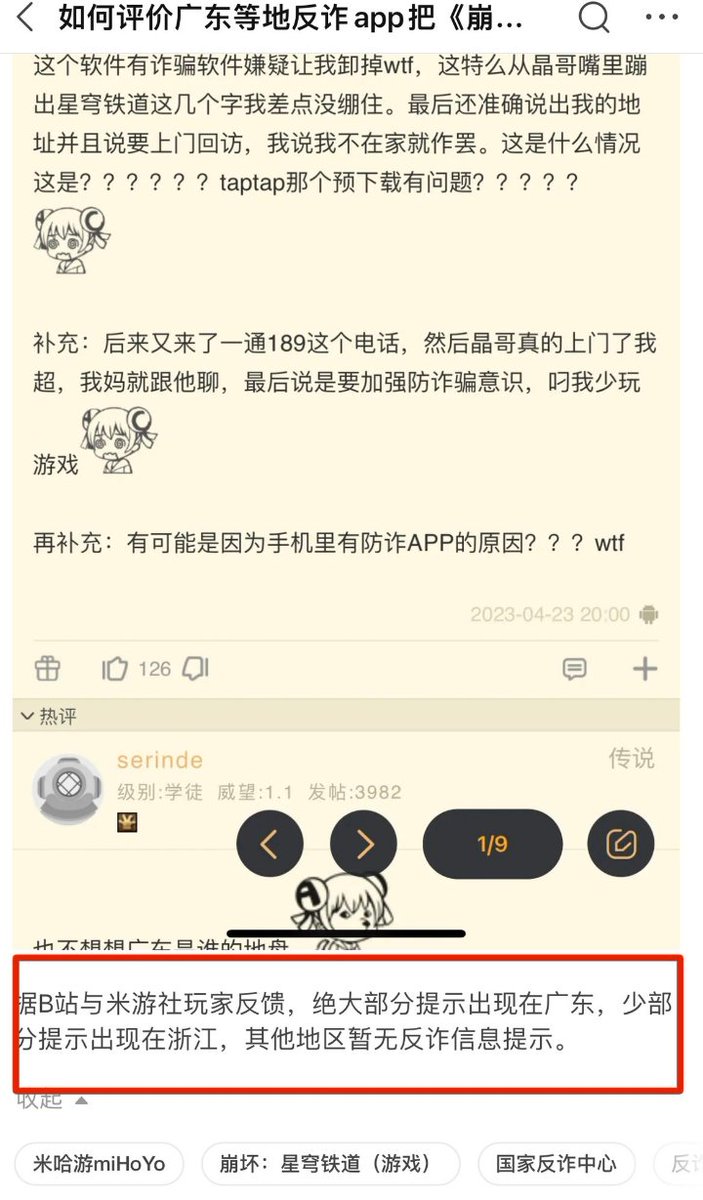 如何评价广东等地反诈app把《崩...
这个软件有诈骗软件嫌疑让我卸掉wtf，这特么从晶哥嘴里蹦
出星穹铁道这几个字我差点没绷住。最后还准确说出我的地
址并且说要上门回访，我说我不在家就作罢。这是什么情况
这是？？？？？？taptap那个预下载有问题？？？？？
补充：后来又来了一通189这个电话，然后晶哥真的上门了我
超，我妈就跟他聊，最后说是要加强防诈骗意识，叼我少玩
游戏
再补充：有可能是因为手机里有防诈APP的原因？？？wtf
2023-04-23 20:00
126
热评
serinde
传说
级别:学徒 威望:1.1 发帖:3982
1/9
也不想想广东是谁的地盘
据B站与米游社玩家反馈，绝大部分提示出现在广东，少部
分提示出现在浙江，其他地区暂无反诈信息提示。
收起
米哈游miHoYo
崩坏：星穹铁道（游戏）
国家反诈中心
反诈